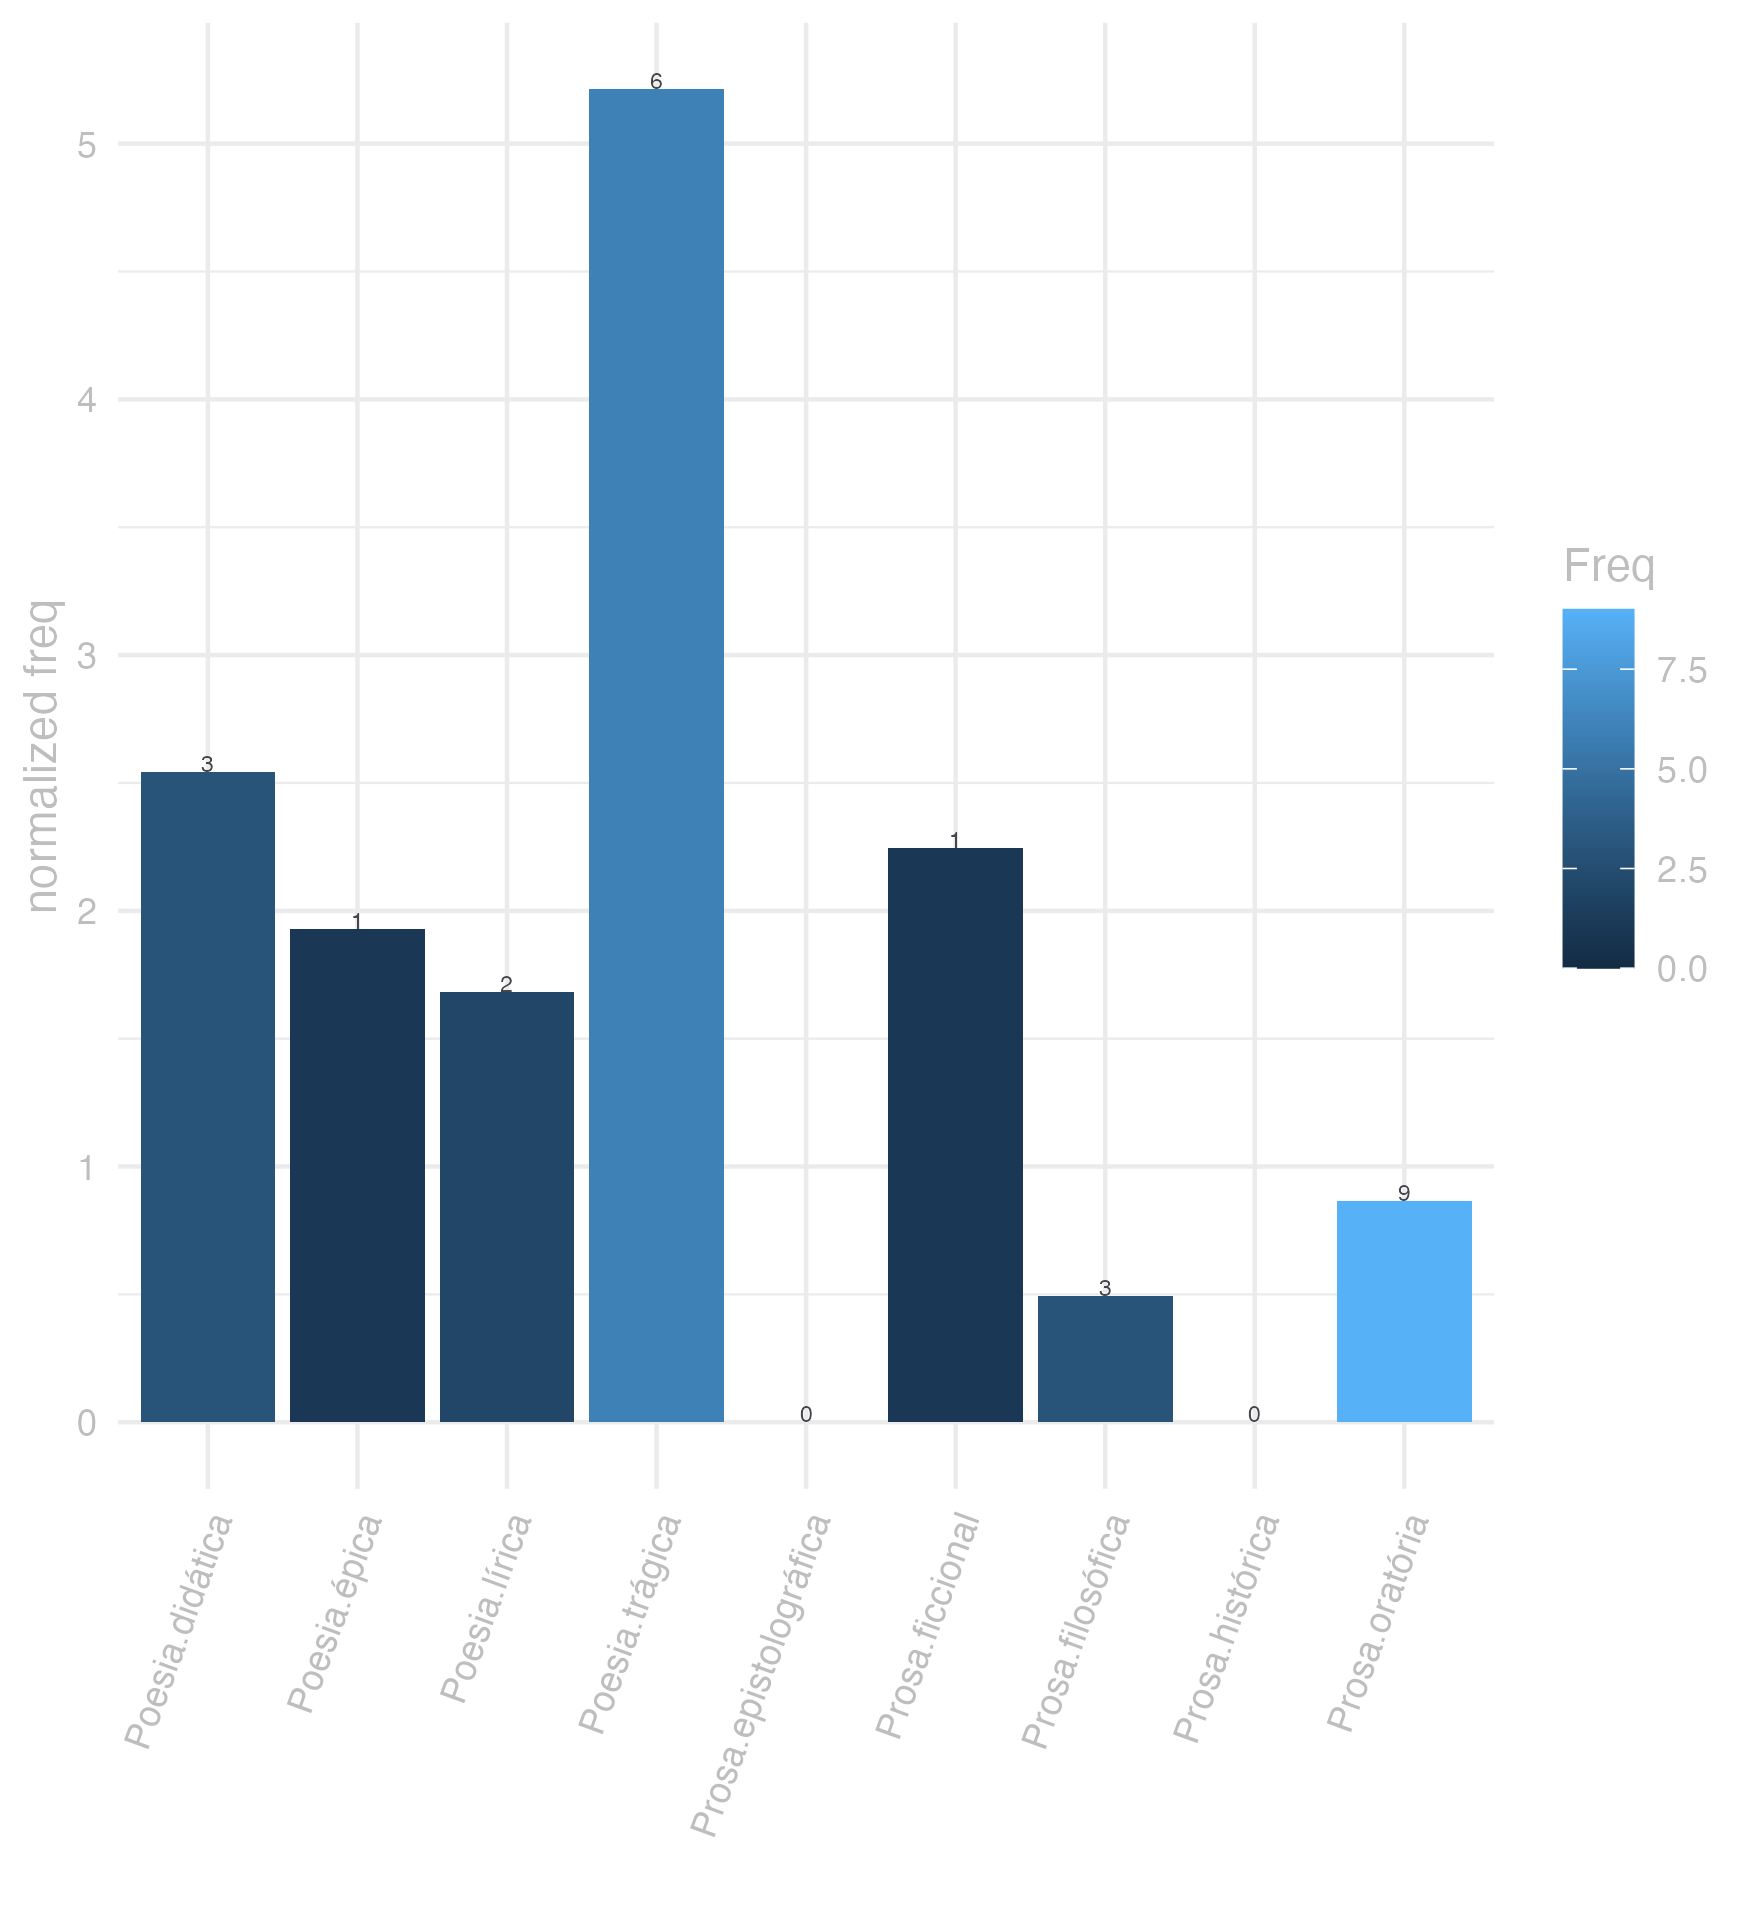 normalized freq
5
4
3
2
1
0
3
1
2
6
0
1
3
0
9
Poesia.didática
Poesia.épica
Poesia.lírica
Poesia.trágica
Prosa.epistolográfica
Prosa.ficcional
Prosa.filosófica
Prosa.histórica
Prosa.oratória
Freq
7.5
5.0
2.5
0.0